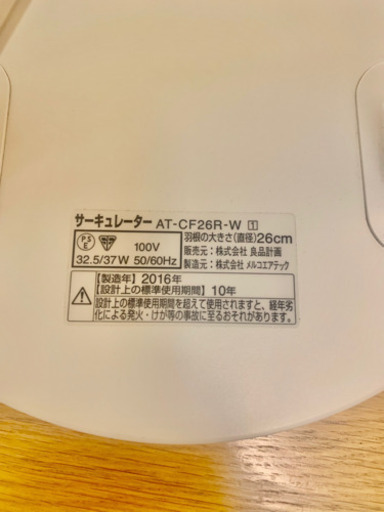 サーキュレーター AT-CF26R-W 1
PSE
100V
32.5/37W 50/60Hz
羽根の大きさ(直径)26cm
販売元:株式会社 良品計画
製造元:株式会社 メルコエアテック
【製造年】2016年
【設計上の標準使用期間】10年
設計上の標準使用期間を超えて使用されますと、経年劣
化による発火・けが等の事故に至るおそれがあります。